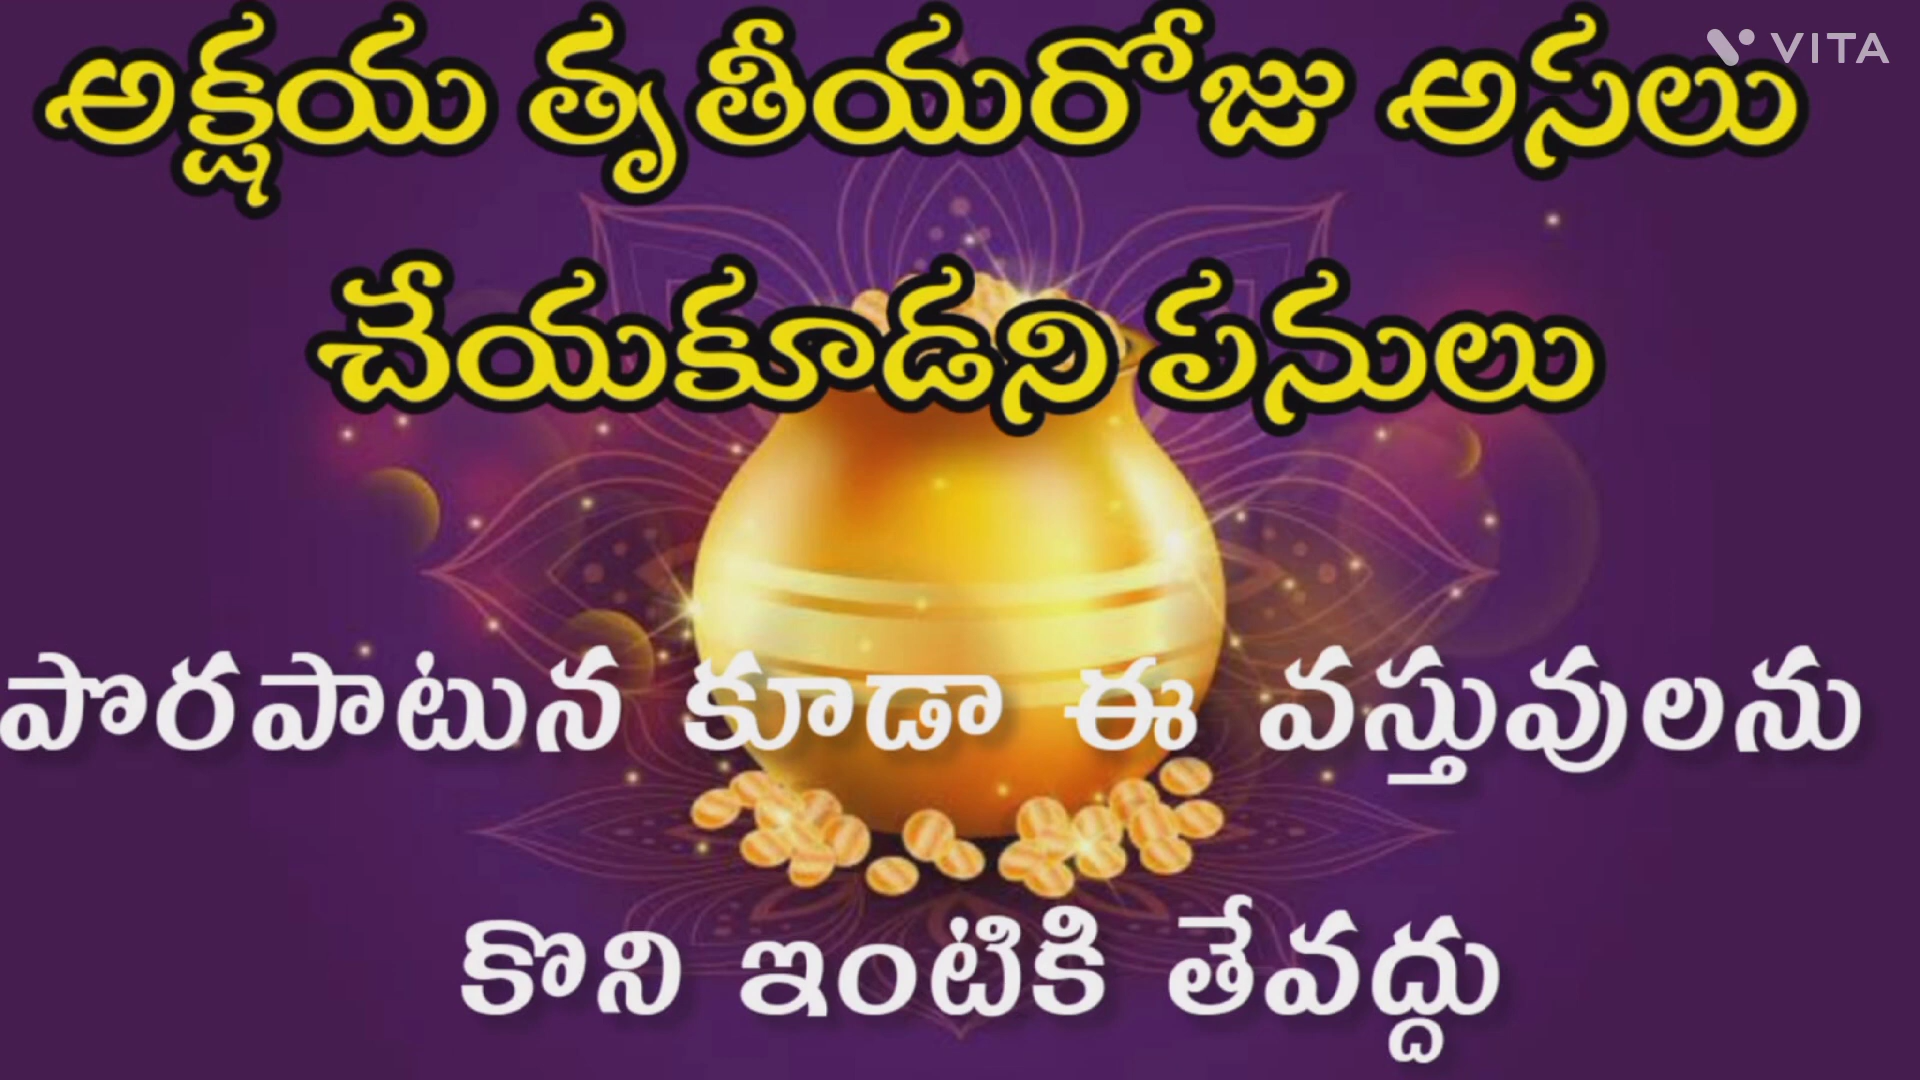 VITA
అక్షయ తృతీయరోజు అసలు
చేయకూడని పనులు
పొరపాటున కూడా ఈ వస్తువులను
కొని ఇంటికి తేవద్దు